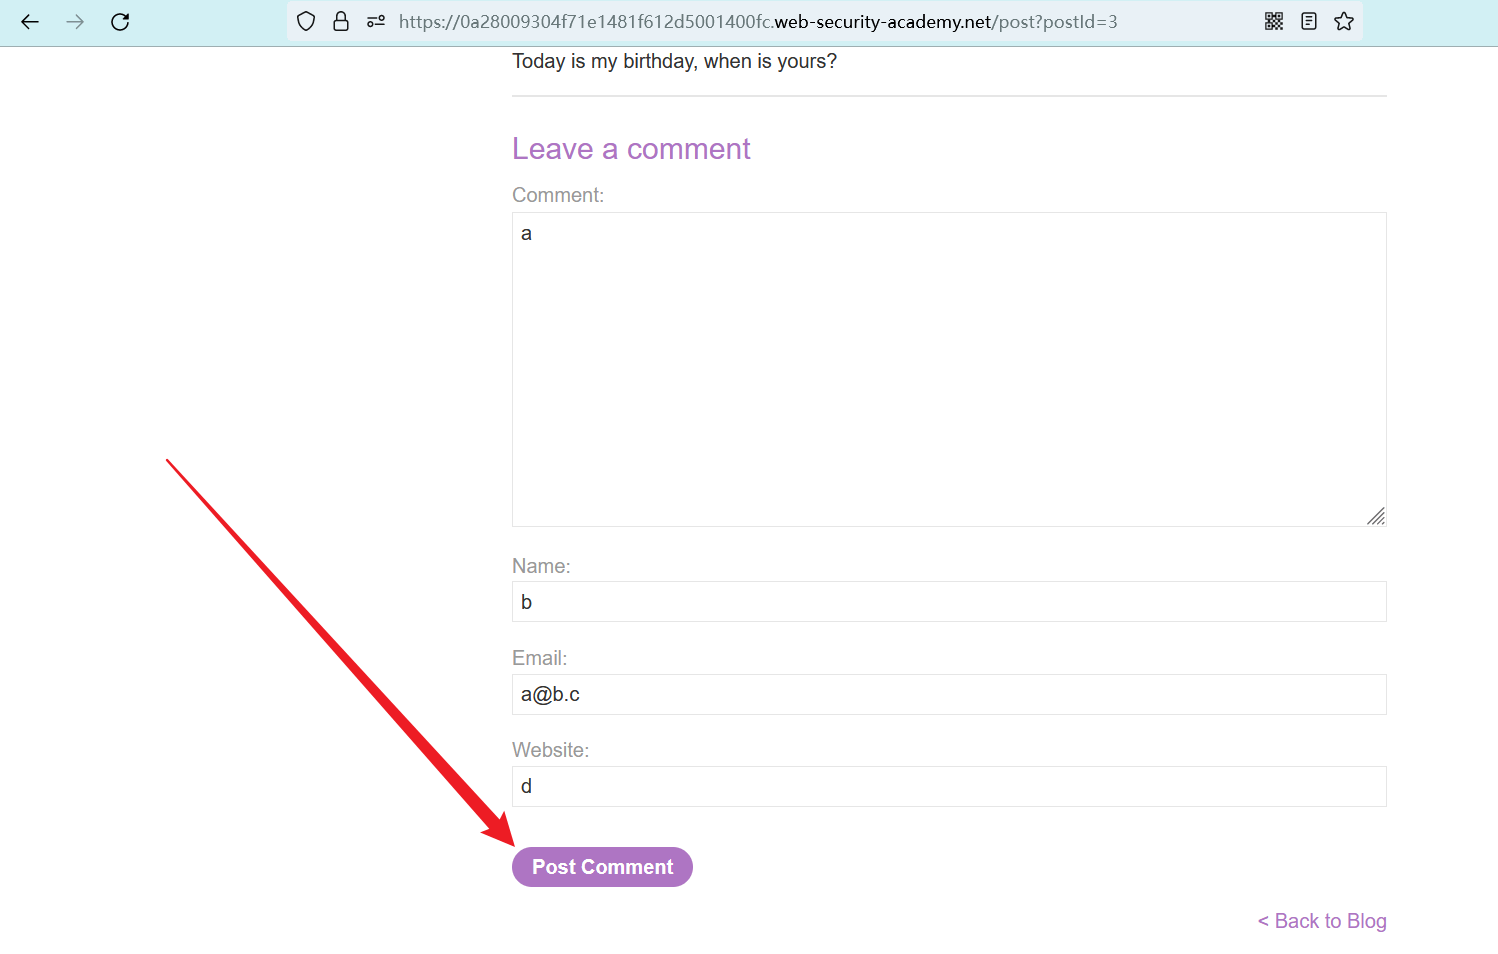 https://0a28009304f71e1481f612d5001400fc.web-security-academy.net/post?postId=3
Today is my birthday, when is yours?
Leave a comment
Comment:
a
Name:
b
Email:
a@b.c
Website:
d
Post Comment
< Back to Blog